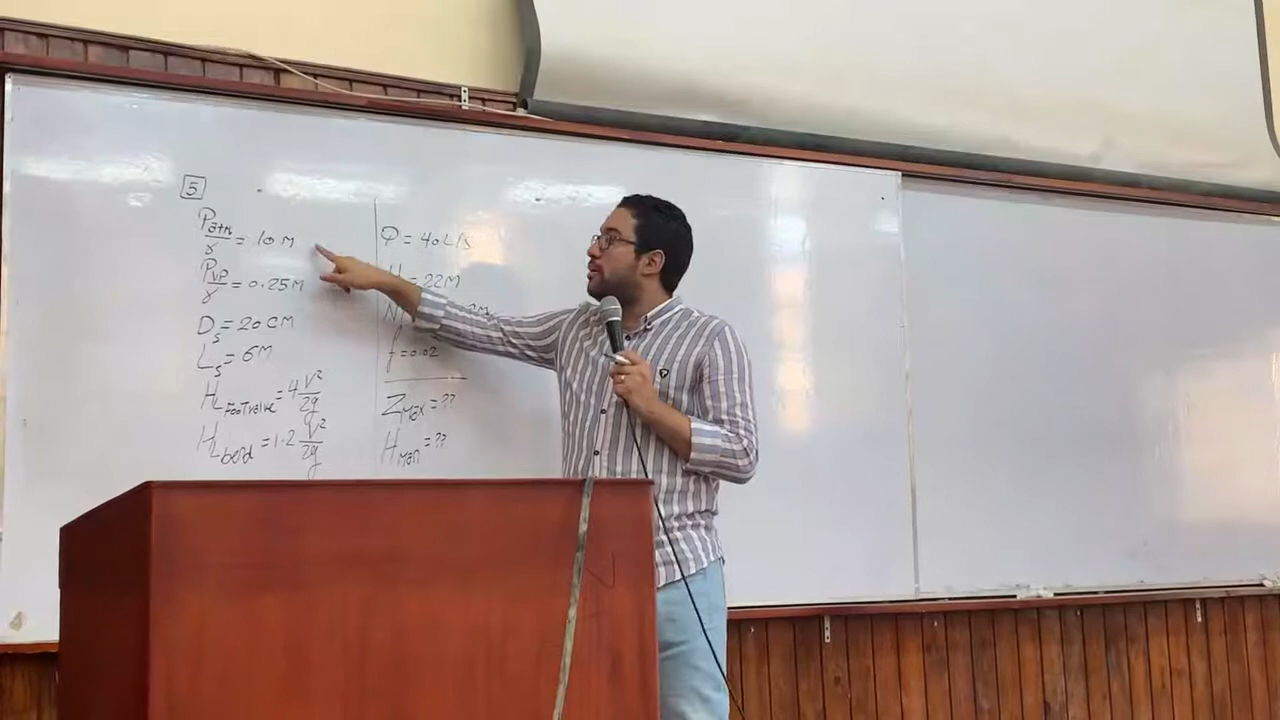 5
Patm/γ = 10 M
Pvp/γ = 0.25 M
Ds = 20 CM
Ls = 6 M
HL FooTvalve = 4 V²/2g
HL bend = 1.2 V²/2g
Q = 40 L/s
= 22 M
N
f = 0.02
Zmax = ??
Hman = ??